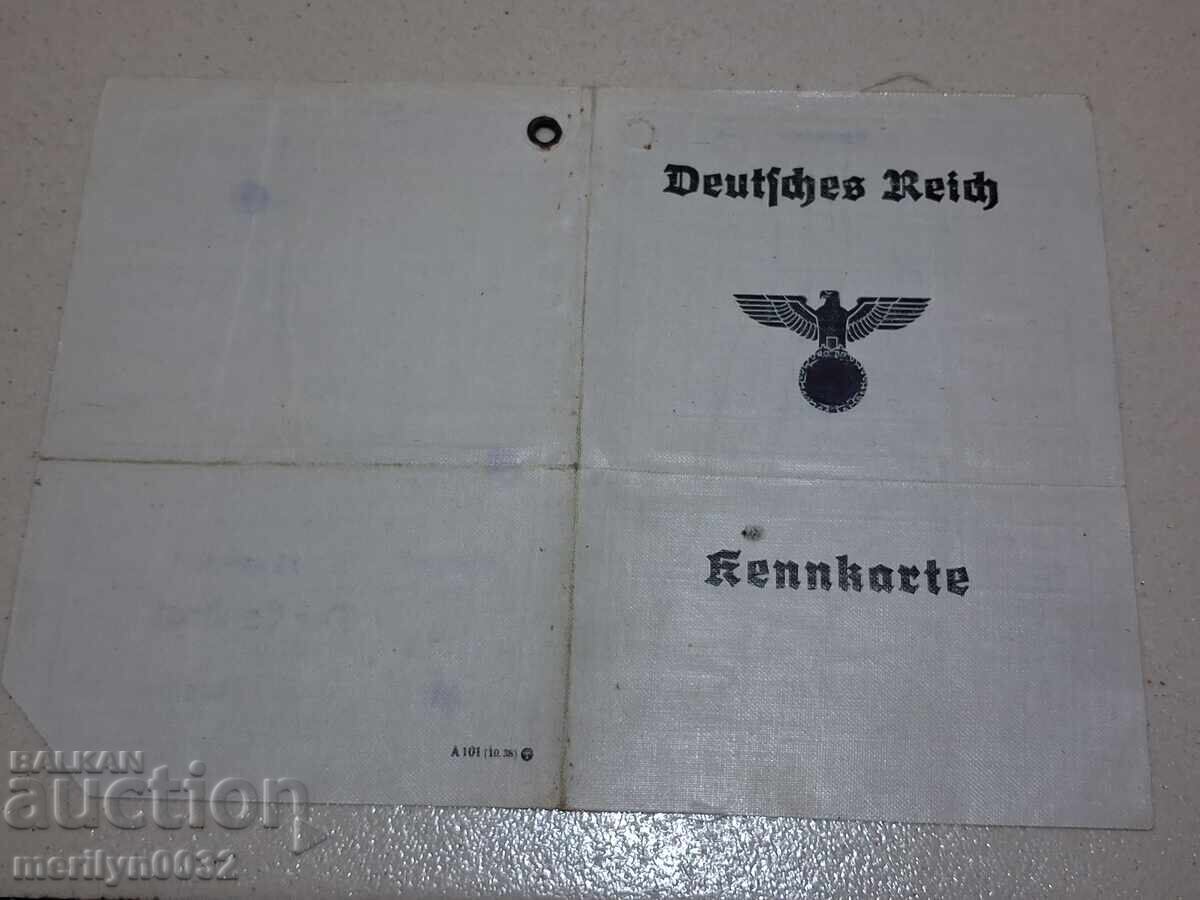 Deutsches Reich
Kennkarte
A 101 (10. 38)
BALKAN
auction
merilyn0032